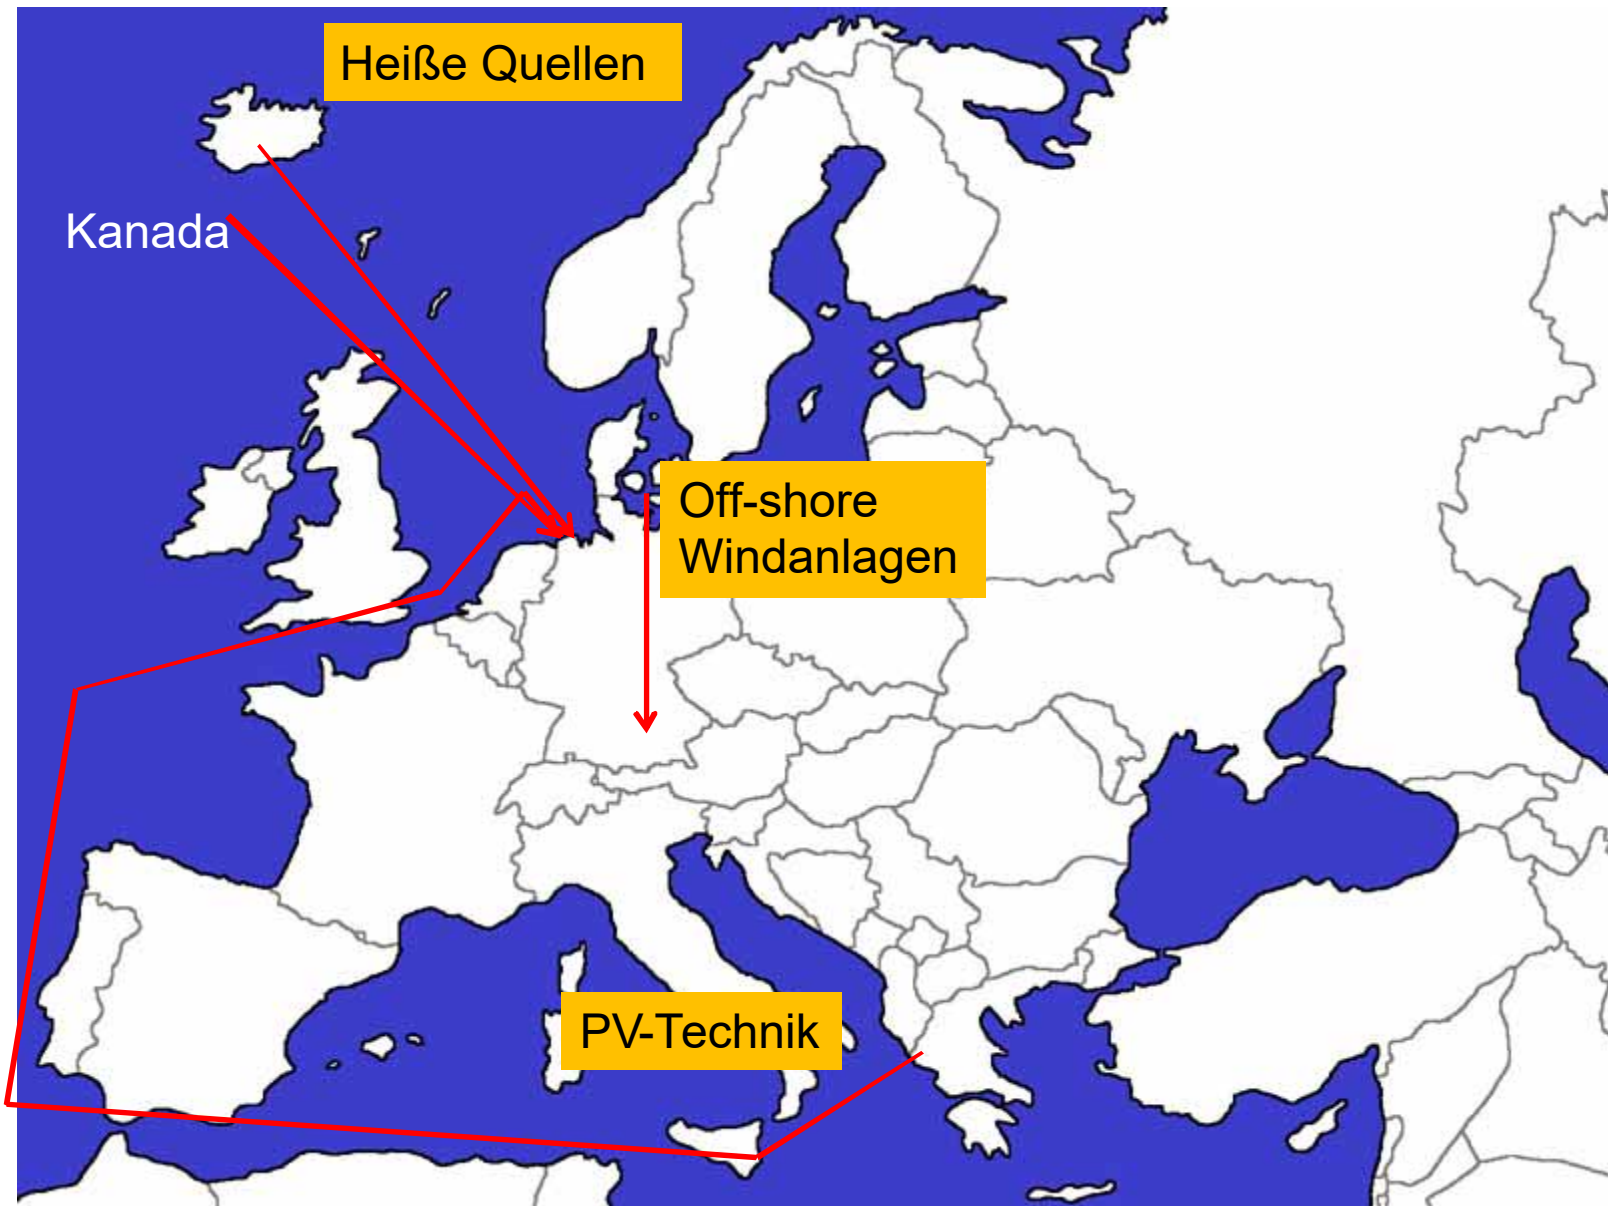 Heiße Quellen
Kanada
Off-shore
Windanlagen
PV-Technik